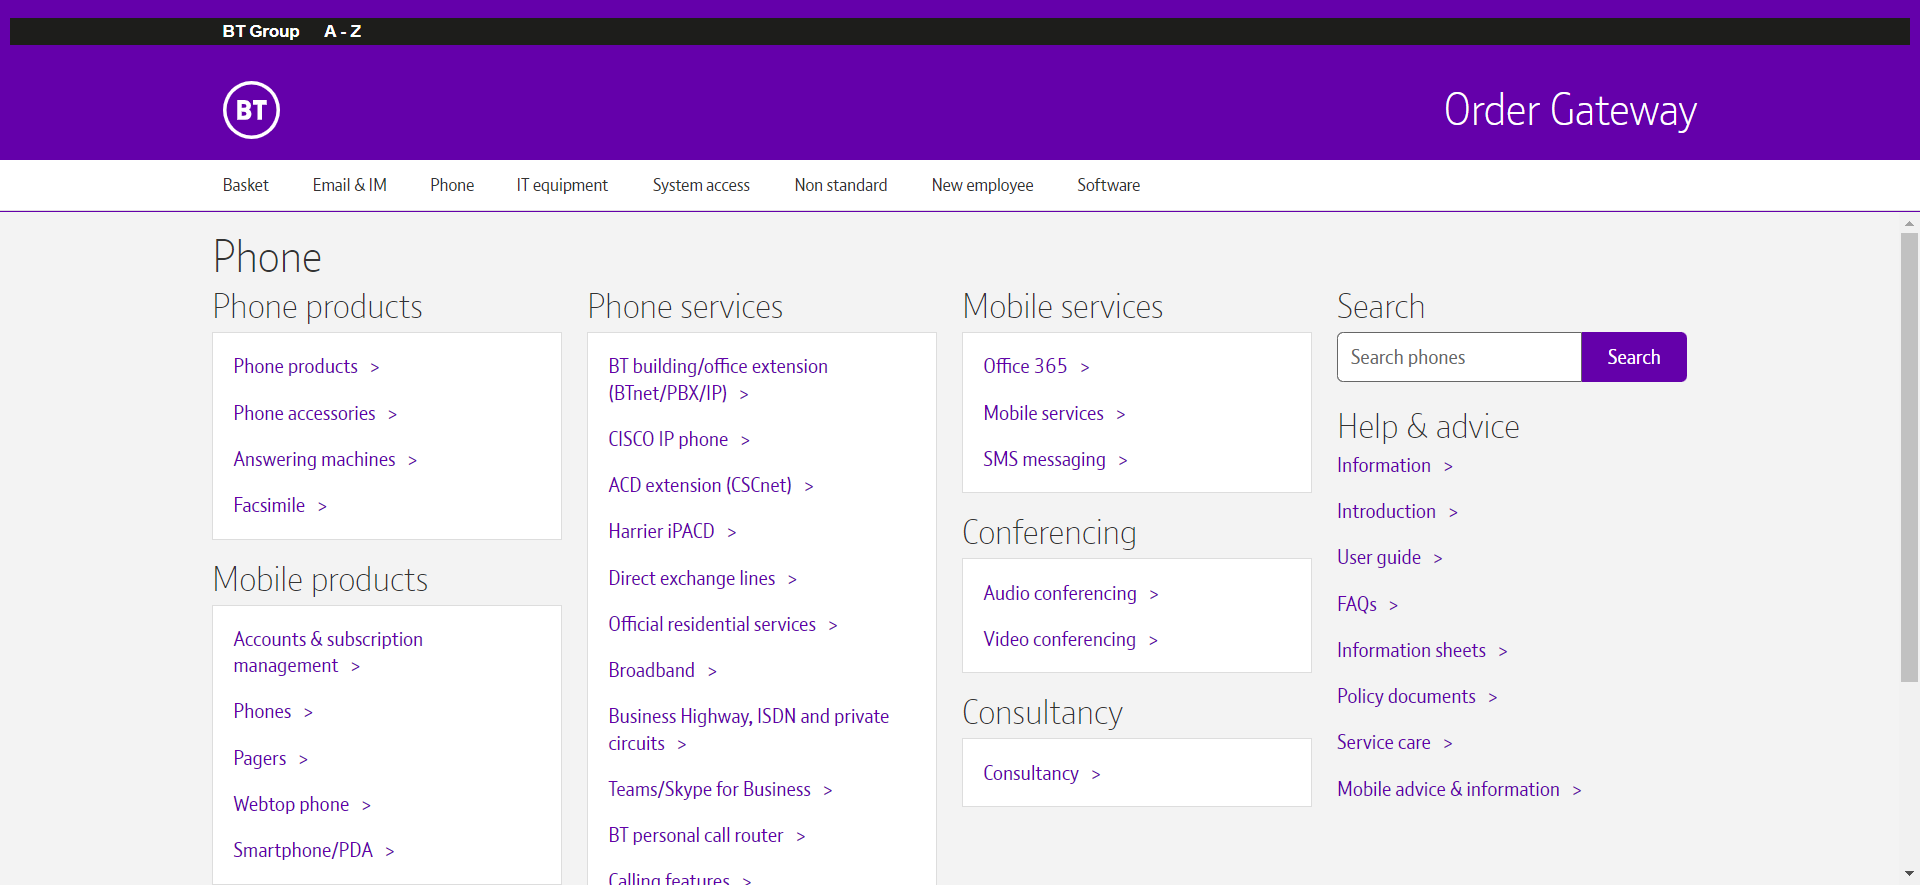 BT Group A - Z
BT
Order Gateway
Basket Email & IM Phone IT equipment System access Non standard New employee Software
Phone
Phone products
Phone products >
Phone accessories >
Answering machines >
Facsimile >
Mobile products
Accounts & subscription
management >
Phones >
Pagers >
Webtop phone >
Smartphone/PDA >
Phone services
BT building/office extension
(BTnet/PBX/IP) >
CISCO IP phone >
ACD extension (CSCnet) >
Harrier iPACD >
Direct exchange lines >
Official residential services >
Broadband >
Business Highway, ISDN and private
circuits >
Teams/Skype for Business >
BT personal call router >
Calling features >
Mobile services
Office 365 >
Mobile services >
SMS messaging >
Conferencing
Audio conferencing >
Video conferencing >
Consultancy
Consultancy >
Search
Search phones Search
Help & advice
Information >
Introduction >
User guide >
FAQs >
Information sheets >
Policy documents >
Service care >
Mobile advice & information >